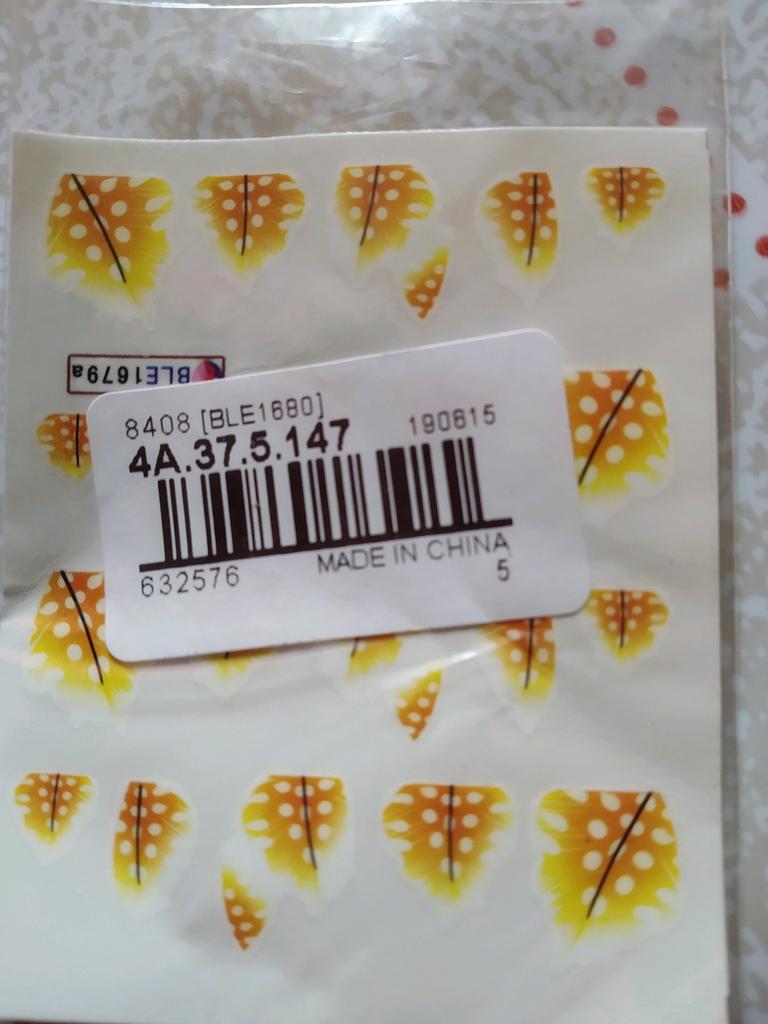 BLE1679a
8408 [BLE1680]
190615
4A.37.5.147
632576
MADE IN CHINA
5